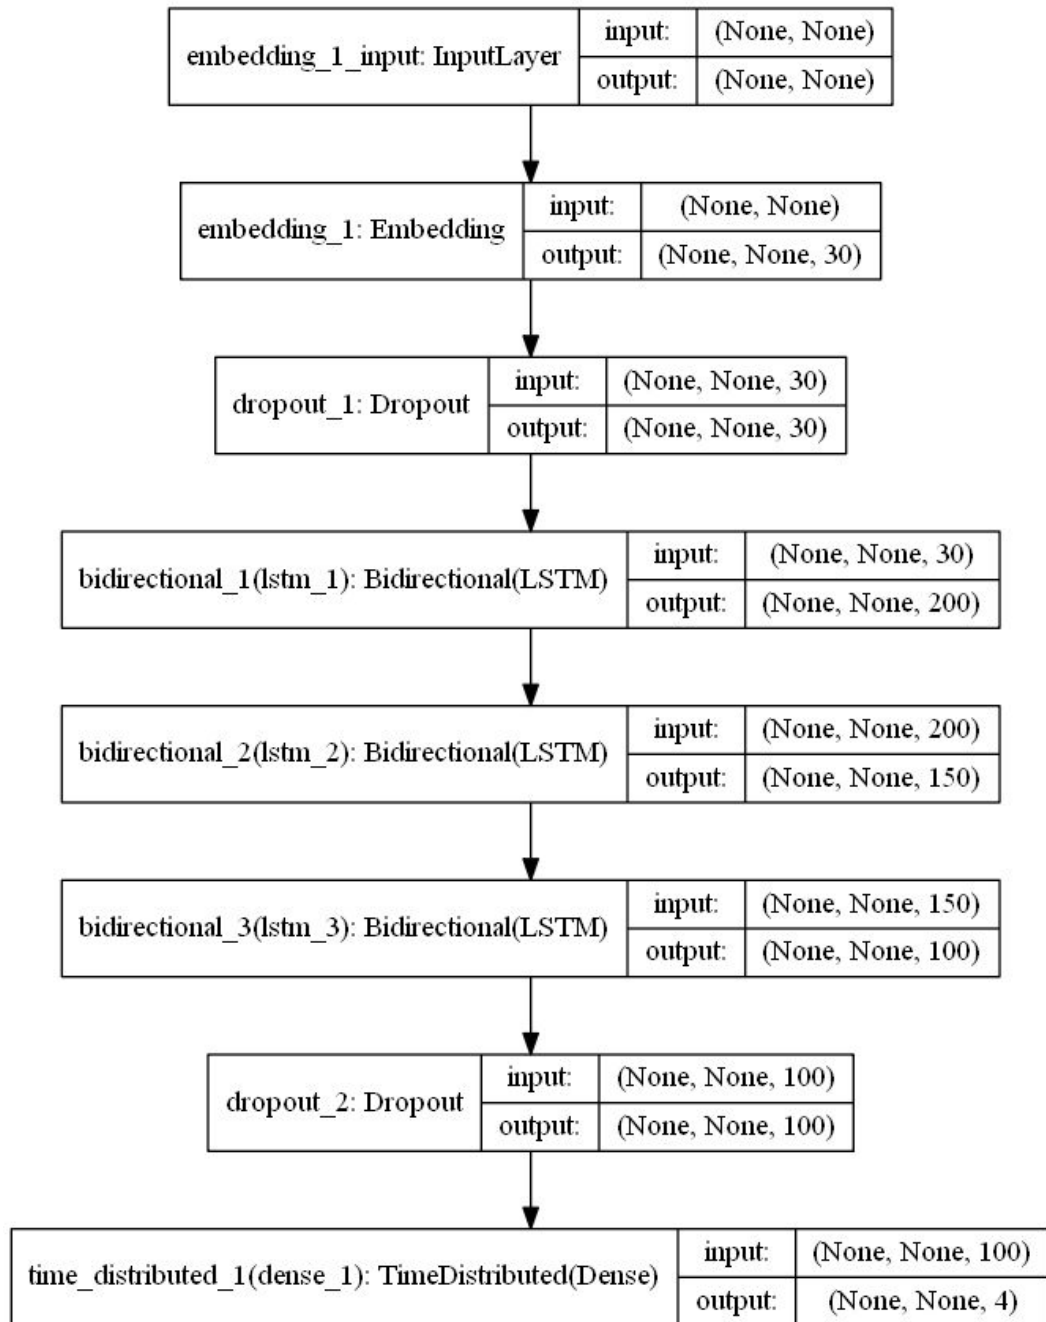 embedding_1_input: InputLayer
input: (None, None)
output: (None, None)
embedding_1: Embedding
input: (None, None)
output: (None, None, 30)
dropout_1: Dropout
input: (None, None, 30)
output: (None, None, 30)
bidirectional_1(lstm_1): Bidirectional(LSTM)
input: (None, None, 30)
output: (None, None, 200)
bidirectional_2(lstm_2): Bidirectional(LSTM)
input: (None, None, 200)
output: (None, None, 150)
bidirectional_3(lstm_3): Bidirectional(LSTM)
input: (None, None, 150)
output: (None, None, 100)
dropout_2: Dropout
input: (None, None, 100)
output: (None, None, 100)
time_distributed_1(dense_1): TimeDistributed(Dense)
input: (None, None, 100)
output: (None, None, 4)